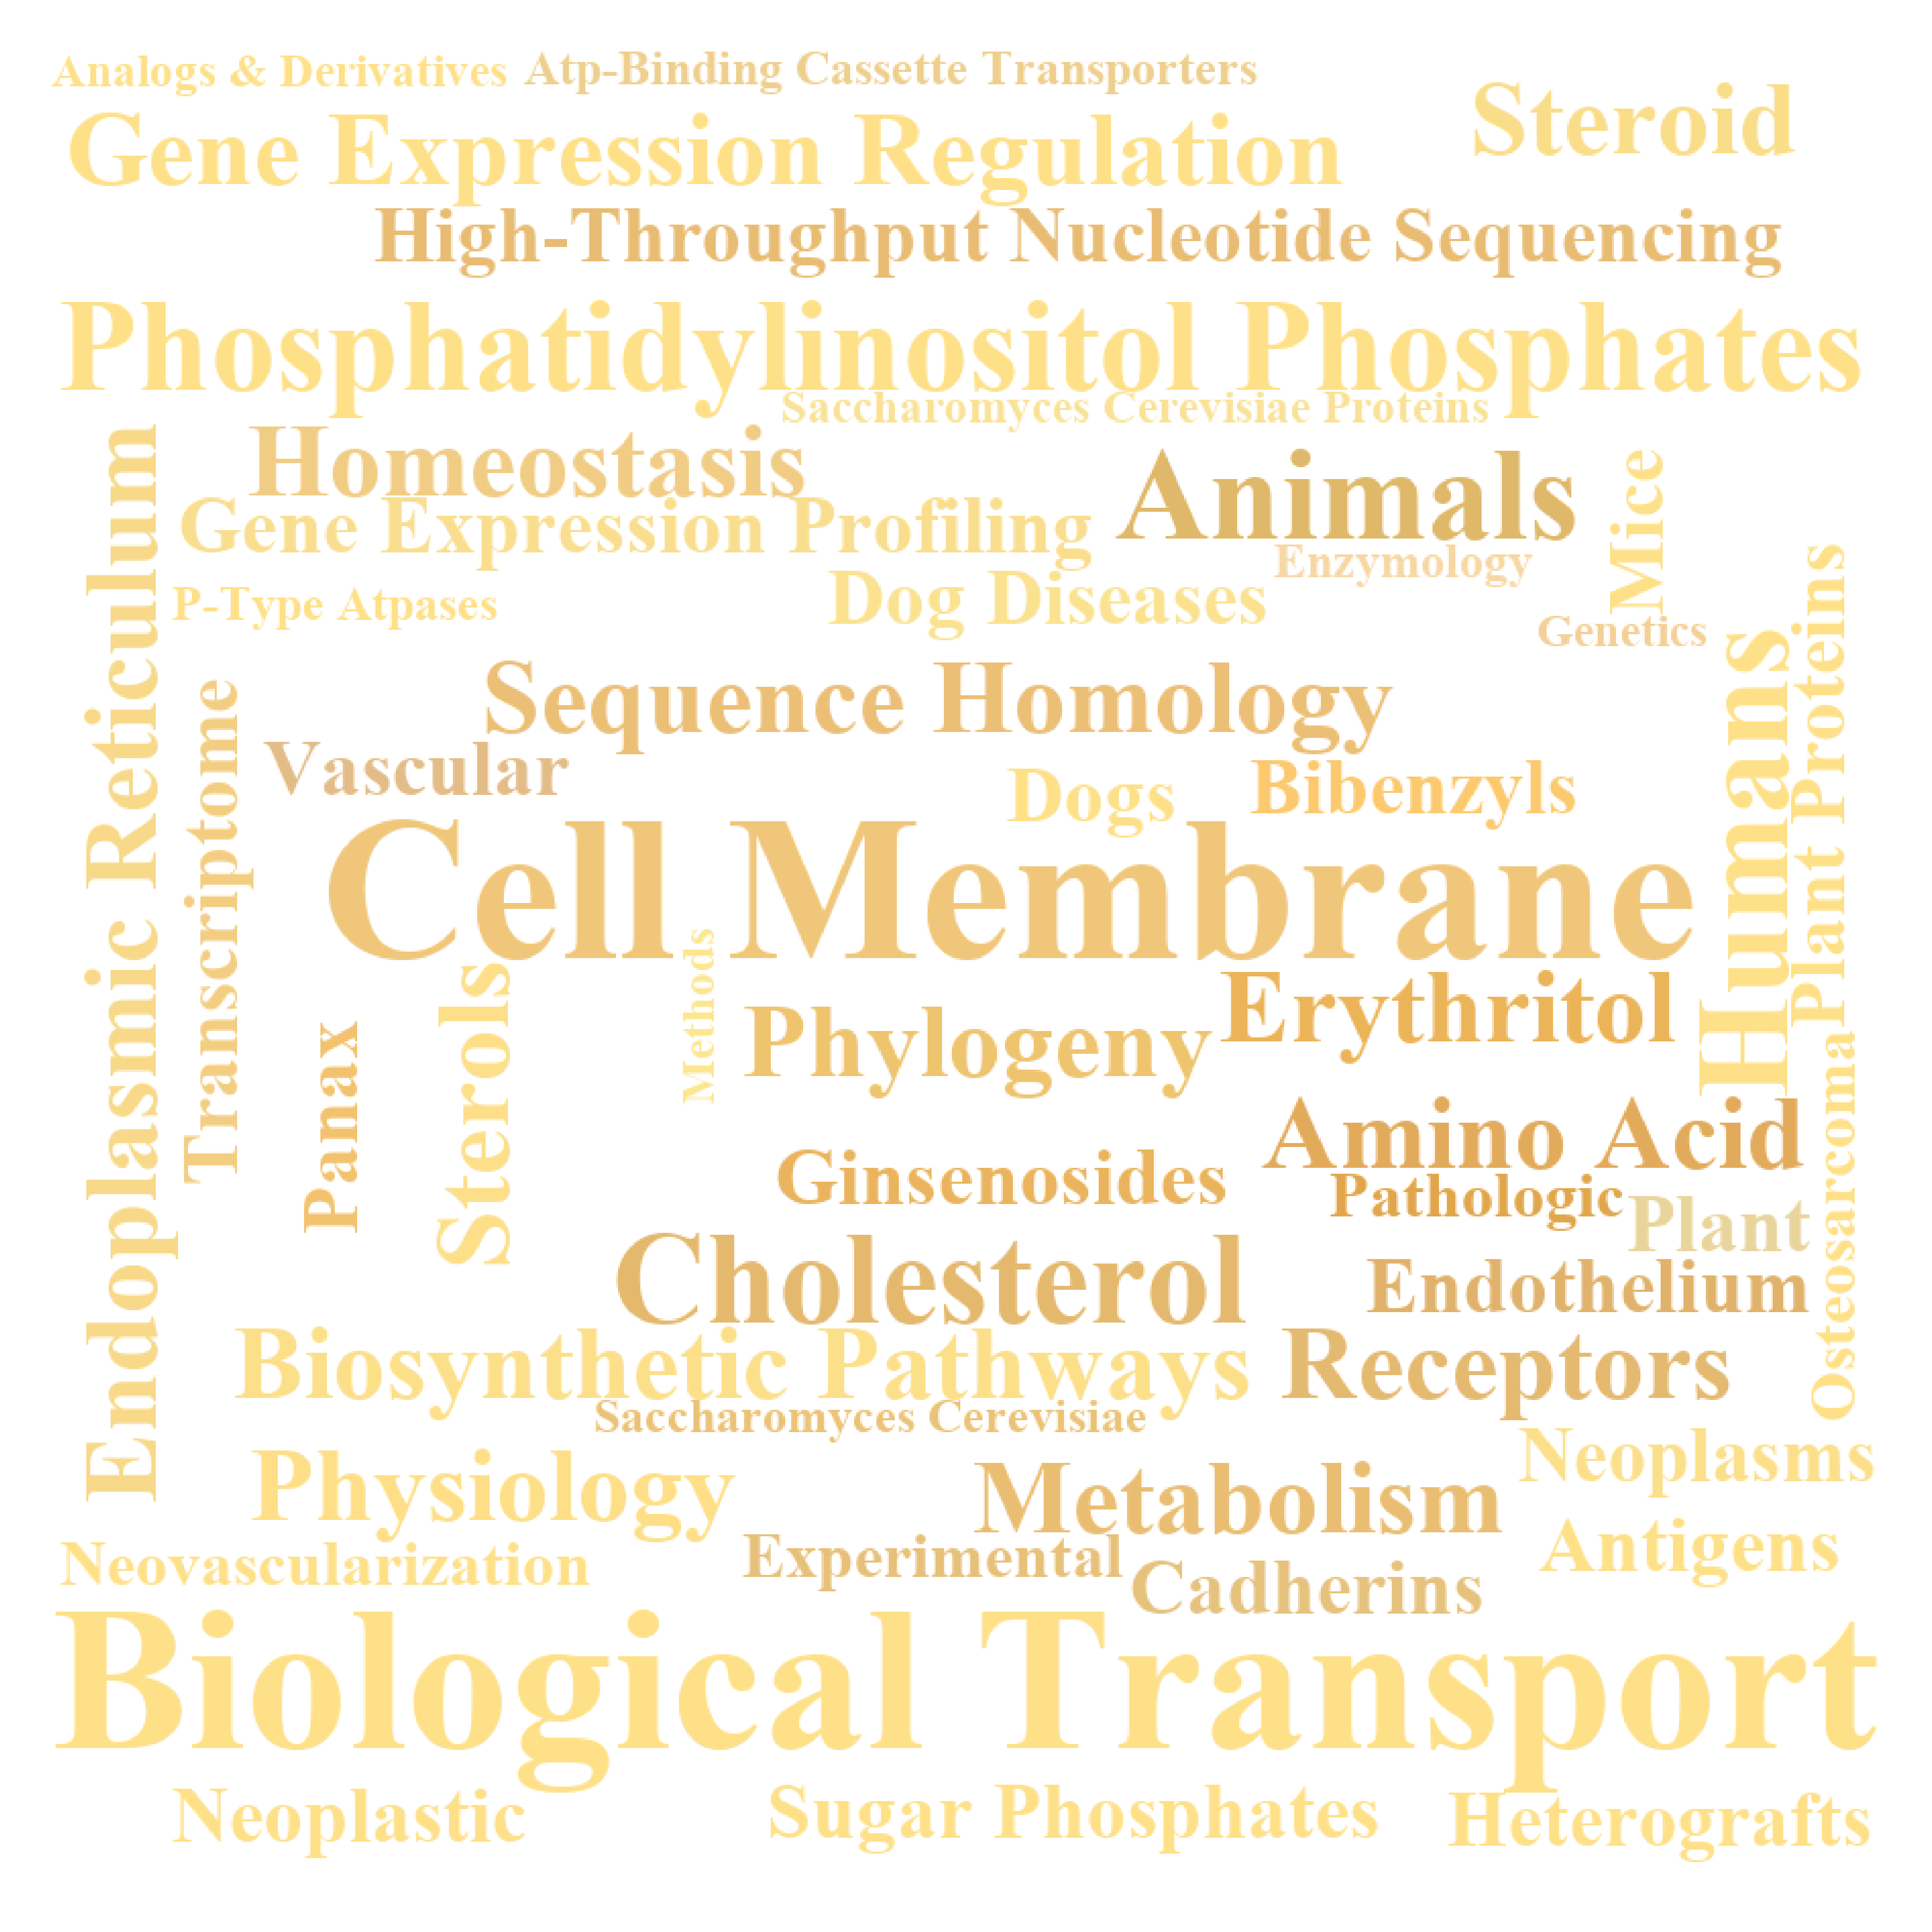 Analogs & Derivatives
Atp-Binding Cassette Transporters
Steroid
Gene Expression Regulation
High-Throughput Nucleotide Sequencing
Phosphatidylinositol Phosphates
Saccharomyces Cerevisiae Proteins
Homeostasis
Animals
Mice
Gene Expression Profiling
Enzymology
P-Type Atpases
Dog Diseases
Genetics
Endoplasmic Reticulum
Transcriptome
Sequence Homology
Humans
Plant Proteins
Vascular
Dogs
Bibenzyls
Cell Membrane
Methods
Sterols
Panax
Phylogeny
Erythritol
Amino Acid
Osteosarcoma
Ginsenosides
Pathologic
Plant
Cholesterol
Endothelium
Biosynthetic Pathways
Receptors
Saccharomyces Cerevisiae
Neoplasms
Physiology
Metabolism
Antigens
Neovascularization
Experimental
Cadherins
Biological Transport
Neoplastic
Sugar Phosphates
Heterografts